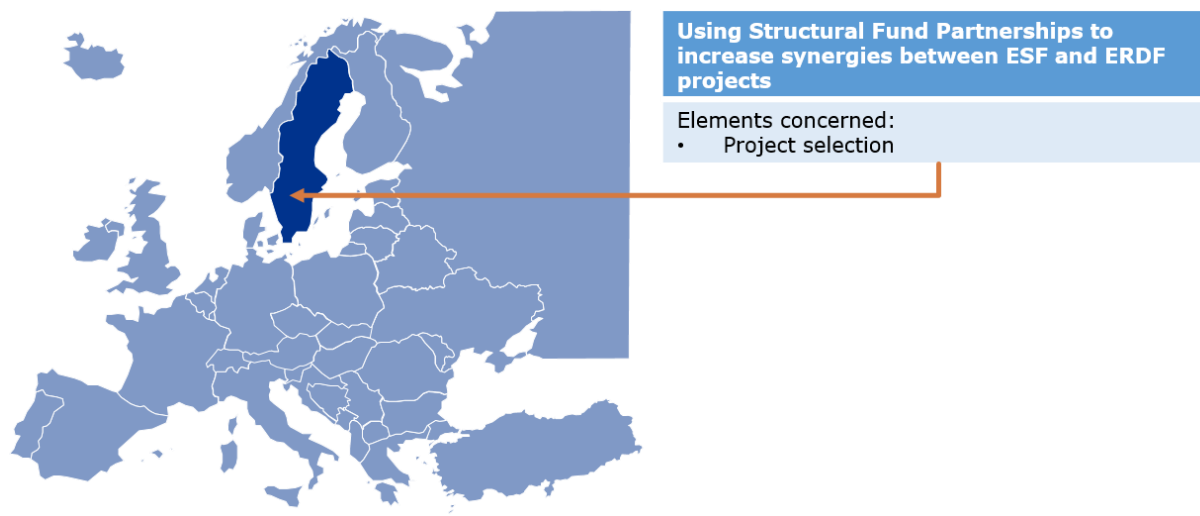 Using Structural Fund Partnerships to
increase synergies between ESF and ERDF
projects
Elements concerned:
• Project selection